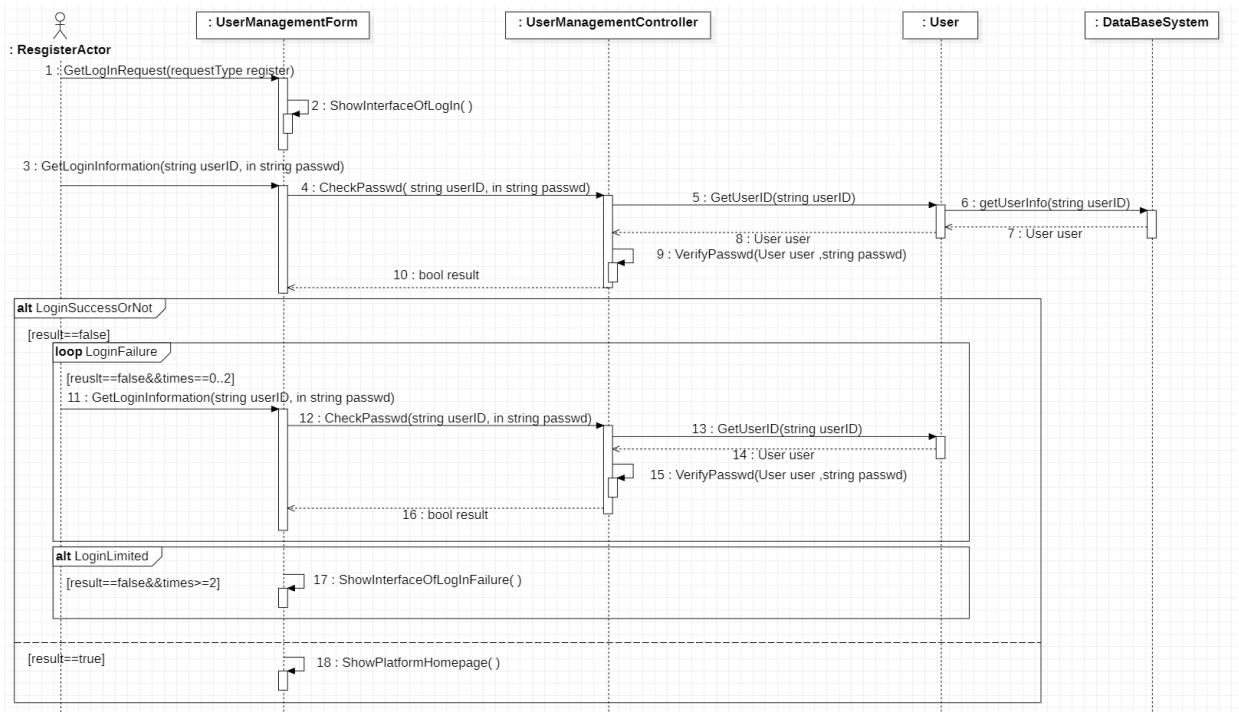 : UserManagementForm
: UserManagementController
: User
: DataBaseSystem
: ResgisterActor
1 : GetLogInRequest(requestType register)
2 : ShowInterfaceOfLogIn( )
3 : GetLoginInformation(string userID, in string passwd)
4 : CheckPasswd( string userID, in string passwd)
5 : GetUserID(string userID)
6 : getUserInfo(string userID)
7 : User user
8 : User user
9 : VerifyPasswd(User user ,string passwd)
10 : bool result
alt LoginSuccessOrNot
[result==false]
loop LoginFailure
[reuslt==false&&times==0..2]
11 : GetLoginInformation(string userID, in string passwd)
12 : CheckPasswd(string userID, in string passwd)
13 : GetUserID(string userID)
14 : User user
15 : VerifyPasswd(User user ,string passwd)
16 : bool result
alt LoginLimited
[result==false&&times>=2]
17 : ShowInterfaceOfLogInFailure( )
[result==true]
18 : ShowPlatformHomepage( )